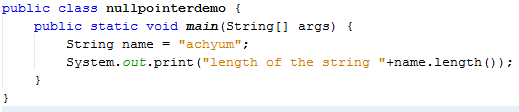 public class nullpointerdemo {
    public static void main(String[] args) {
        String name = "achyum";
        System.out.print("length of the string "+name.length());
    }
}